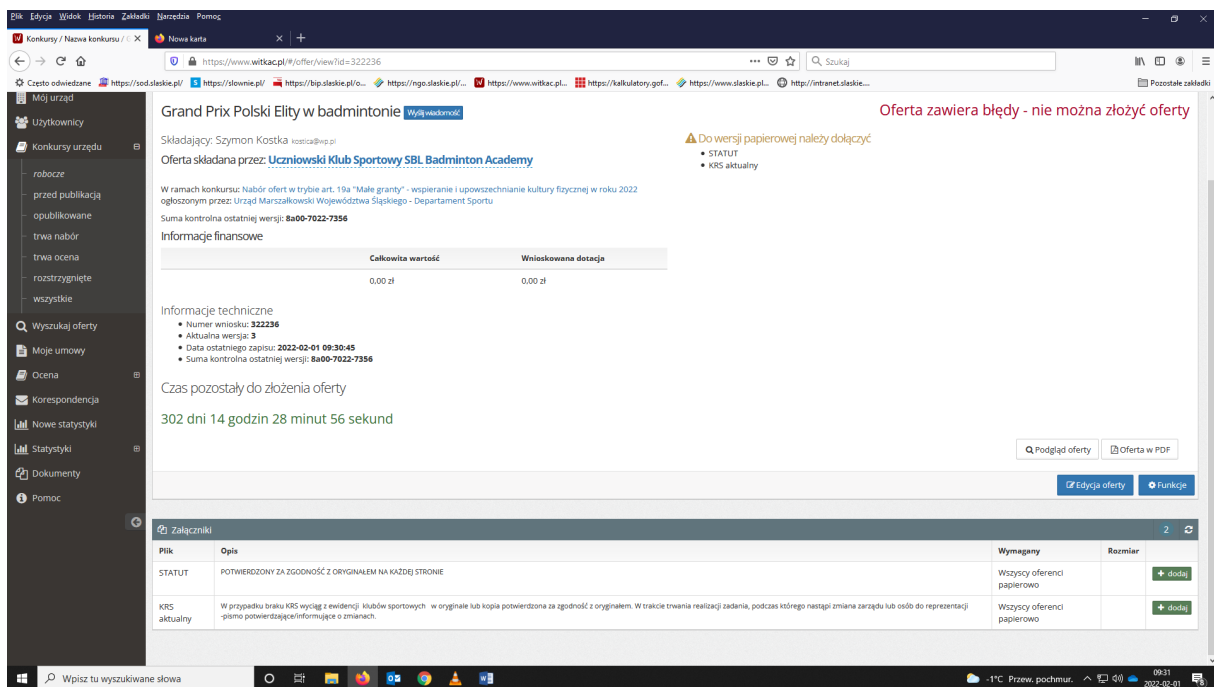 Plik Edycja Widok Historia Zakładki Narzędzia Pomoc
Konkursy / Nazwa konkursu /
Nowa karta
https://www.witkac.pl/#/offer/view?id=322236
Szukaj
Często odwiedzane https://sod.slaskie.pl/ https://slownie.pl/ https://bip.slaskie.pl/o... https://ngo.slaskie.pl/... https://www.witkac.pl... https://kalkulatory.gof... https://www.slaskie.pl... http://intranet.slaskie.... Pozostałe zakładki
Mój urząd
Użytkownicy
Konkursy urzędu
robocze
przed publikacją
opublikowane
trwa nabór
trwa ocena
rozstrzygnięte
wszystkie
Wyszukaj oferty
Moje umowy
Ocena
Korespondencja
Nowe statystyki
Statystyki
Dokumenty
Pomoc
Grand Prix Polski Elity w badmintonie Wyślij wiadomość
Oferta zawiera błędy - nie można złożyć oferty
Składający: Szymon Kostka kostica@wp.pl
Oferta składana przez: Uczniowski Klub Sportowy SBL Badminton Academy
Do wersji papierowej należy dołączyć
• STATUT
• KRS aktualny
W ramach konkursu: Nabór ofert w trybie art. 19a "Małe granty" - wspieranie i upowszechnianie kultury fizycznej w roku 2022
ogłoszonym przez: Urząd Marszałkowski Województwa Śląskiego - Departament Sportu
Suma kontrolna ostatniej wersji: 8a00-7022-7356
Informacje finansowe
Całkowita wartość Wnioskowana dotacja
0,00 zł 0,00 zł
Informacje techniczne
• Numer wniosku: 322236
• Aktualna wersja: 3
• Data ostatniego zapisu: 2022-02-01 09:30:45
• Suma kontrolna ostatniej wersji: 8a00-7022-7356
Czas pozostały do złożenia oferty
302 dni 14 godzin 28 minut 56 sekund
Podgląd oferty Oferta w PDF
Edycja oferty Funkcje
Załączniki 2
Plik Opis Wymagany Rozmiar
STATUT POTWIERDZONY ZA ZGODNOŚĆ Z ORYGINAŁEM NA KAŻDEJ STRONIE Wszyscy oferenci + dodaj
papierowo
KRS W przypadku braku KRS wyciąg z ewidencji klubów sportowych w oryginale lub kopia potwierdzona za zgodność z oryginałem. W trakcie trwania realizacji zadania, podczas którego nastąpi zmiana zarządu lub osób do reprezentacji Wszyscy oferenci + dodaj
aktualny -pismo potwierdzające/informujące o zmianach. papierowo
Wpisz tu wyszukiwane słowa
-1°C Przew. pochmur. 09:31
2022-02-01